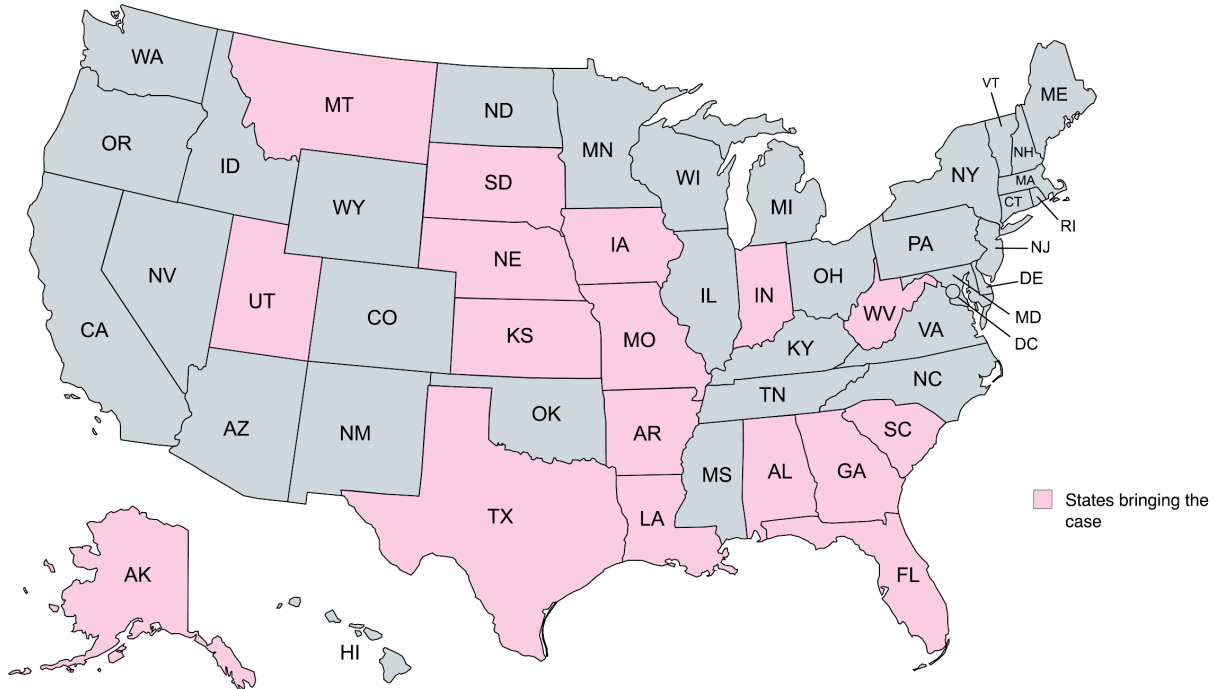 WA
MT
ND
MN
OR
ID
SD
WI
MI
VT
ME
NH
NY
MA
CT
RI
WY
NE
IA
PA
NJ
NV
UT
CO
KS
MO
IL
IN
OH
WV
DE
MD
VA
DC
CA
KY
TN
NC
AZ
NM
OK
AR
MS
AL
GA
SC
TX
LA
States bringing the
case
FL
AK
HI